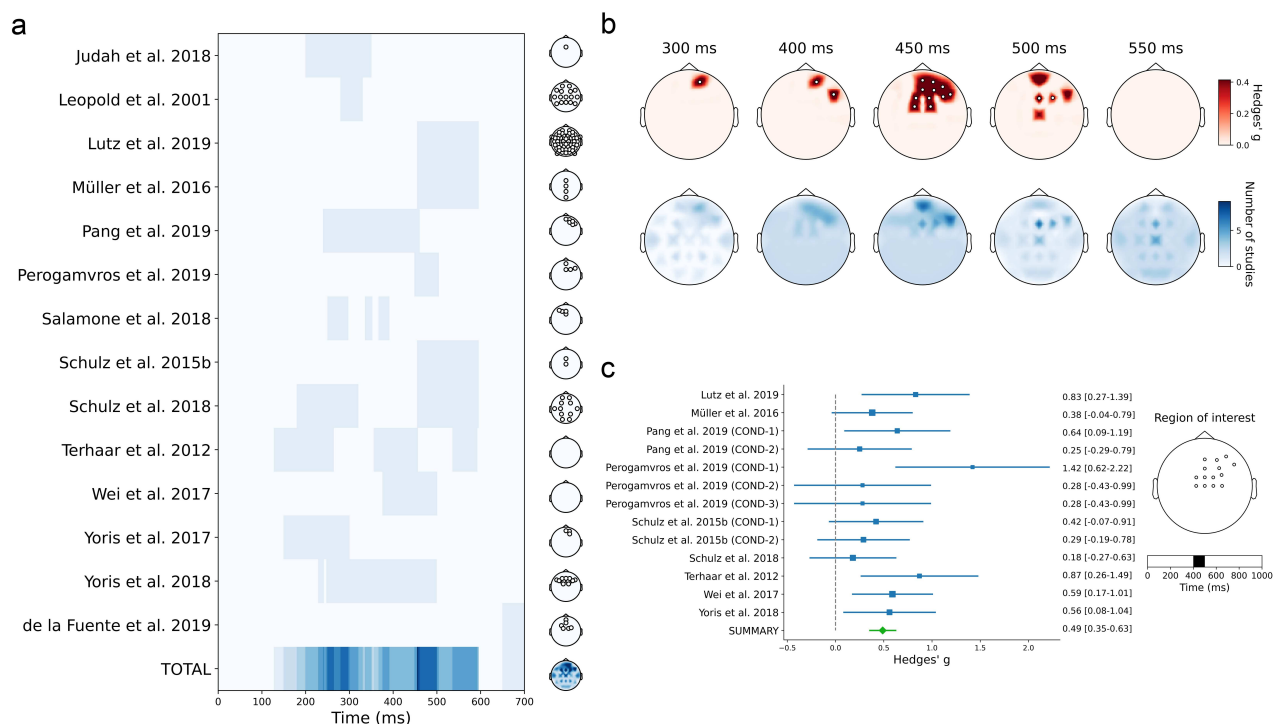 a
Judah et al. 2018
Leopold et al. 2001
Lutz et al. 2019
Müller et al. 2016
Pang et al. 2019
Perogamvros et al. 2019
Salamone et al. 2018
Schulz et al. 2015b
Schulz et al. 2018
Terhaar et al. 2012
Wei et al. 2017
Yoris et al. 2017
Yoris et al. 2018
de la Fuente et al. 2019
TOTAL
0 100 200 300 400 500 600 700
Time (ms)
b
300 ms 400 ms 450 ms 500 ms 550 ms
0.4
0.2
0.0
Hedges' g
5
0
Number of studies
c
Lutz et al. 2019 0.83 [0.27-1.39]
Müller et al. 2016 0.38 [-0.04-0.79]
Pang et al. 2019 (COND-1) 0.64 [0.09-1.19]
Pang et al. 2019 (COND-2) 0.25 [-0.29-0.79]
Perogamvros et al. 2019 (COND-1) 1.42 [0.62-2.22]
Perogamvros et al. 2019 (COND-2) 0.28 [-0.43-0.99]
Perogamvros et al. 2019 (COND-3) 0.28 [-0.43-0.99]
Schulz et al. 2015b (COND-1) 0.42 [-0.07-0.91]
Schulz et al. 2015b (COND-2) 0.29 [-0.19-0.78]
Schulz et al. 2018 0.18 [-0.27-0.63]
Terhaar et al. 2012 0.87 [0.26-1.49]
Wei et al. 2017 0.59 [0.17-1.01]
Yoris et al. 2018 0.56 [0.08-1.04]
SUMMARY 0.49 [0.35-0.63]
−0.5 0.0 0.5 1.0 1.5 2.0
Hedges' g
Region of interest
0 200 400 600 800 1000
Time (ms)